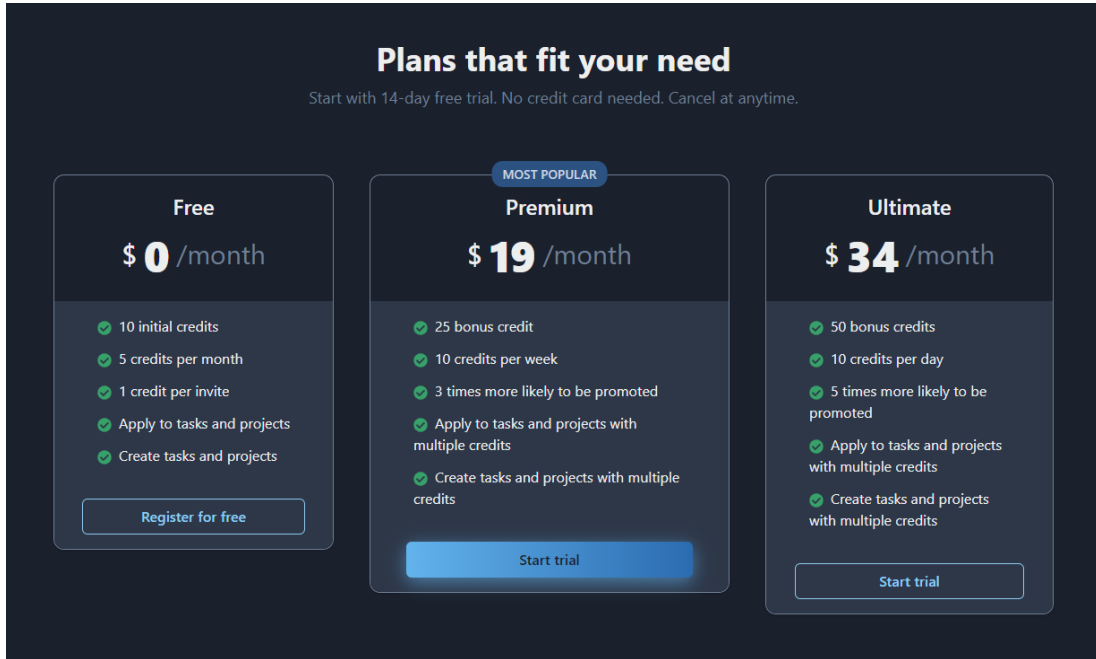 Plans that fit your need
Start with 14-day free trial. No credit card needed. Cancel at anytime.
Free
$ 0 /month
10 initial credits
5 credits per month
1 credit per invite
Apply to tasks and projects
Create tasks and projects
Register for free
MOST POPULAR
Premium
$ 19 /month
25 bonus credit
10 credits per week
3 times more likely to be promoted
Apply to tasks and projects with
multiple credits
Create tasks and projects with multiple
credits
Start trial
Ultimate
$ 34 /month
50 bonus credits
10 credits per day
5 times more likely to be
promoted
Apply to tasks and projects
with multiple credits
Create tasks and projects
with multiple credits
Start trial